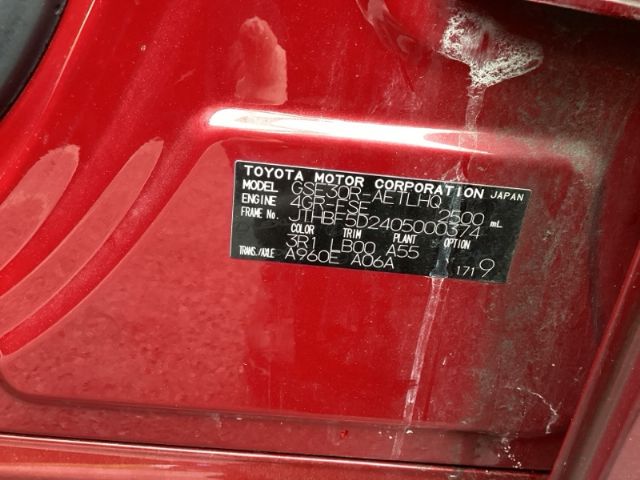 TOYOTA MOTOR CORPORATION JAPAN
MODEL GSE30R-AETLHQ
ENGINE 4GR-FSE 2500 mL
FRAME No. JTHBF5D2405000374
COLOR TRIM PLANT OPTION
3R1 LB00 A55
TRANS./AXLE A960E A06A
1719